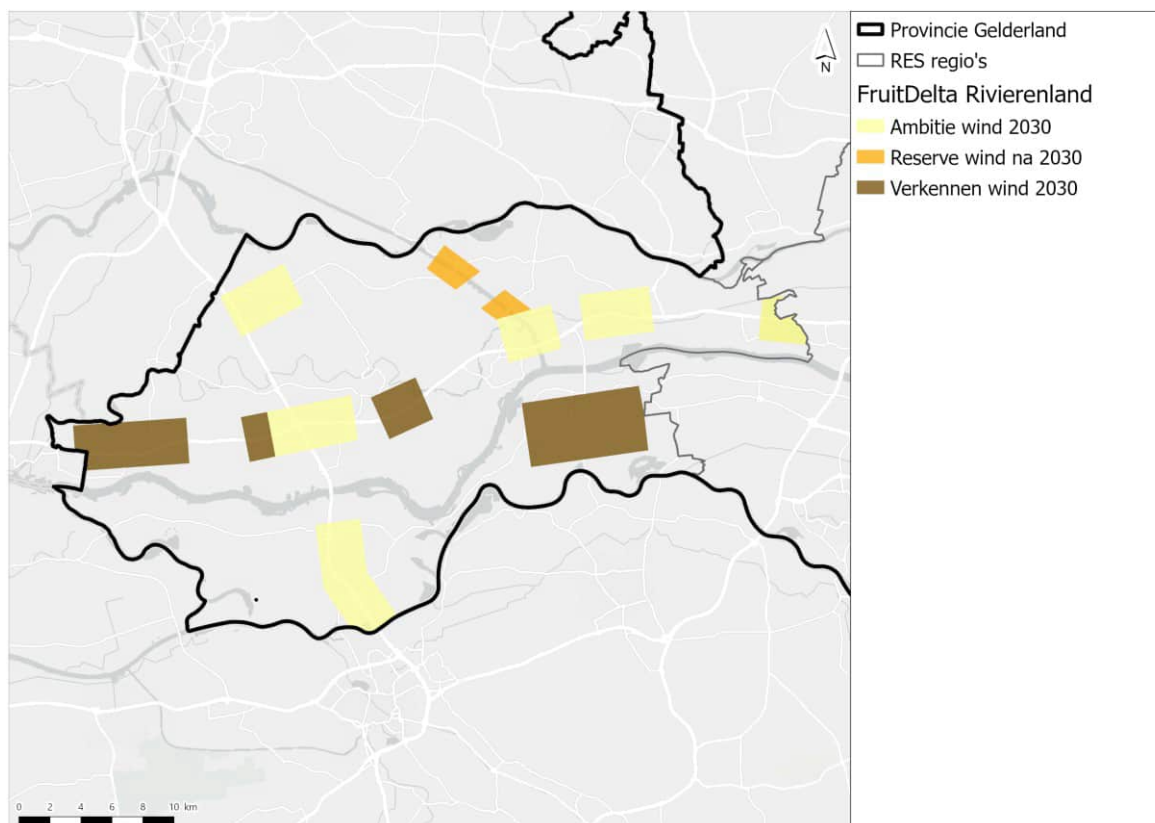 N
Provincie Gelderland
RES regio's
FruitDelta Rivierenland
Ambitie wind 2030
Reserve wind na 2030
Verkennen wind 2030
0 2 4 6 8 10 km